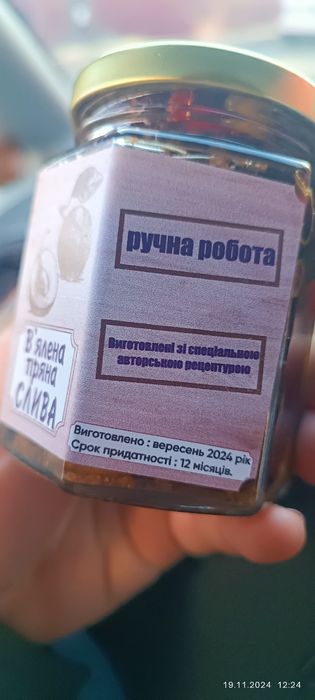 ручна робота
Виготовлені зі спеціальною
авторською рецептурою
В'ялена
пряна
СЛИВА
Виготовлено : вересень 2024 рік
Срок придатності : 12 місяців.
19.11.2024 12:24